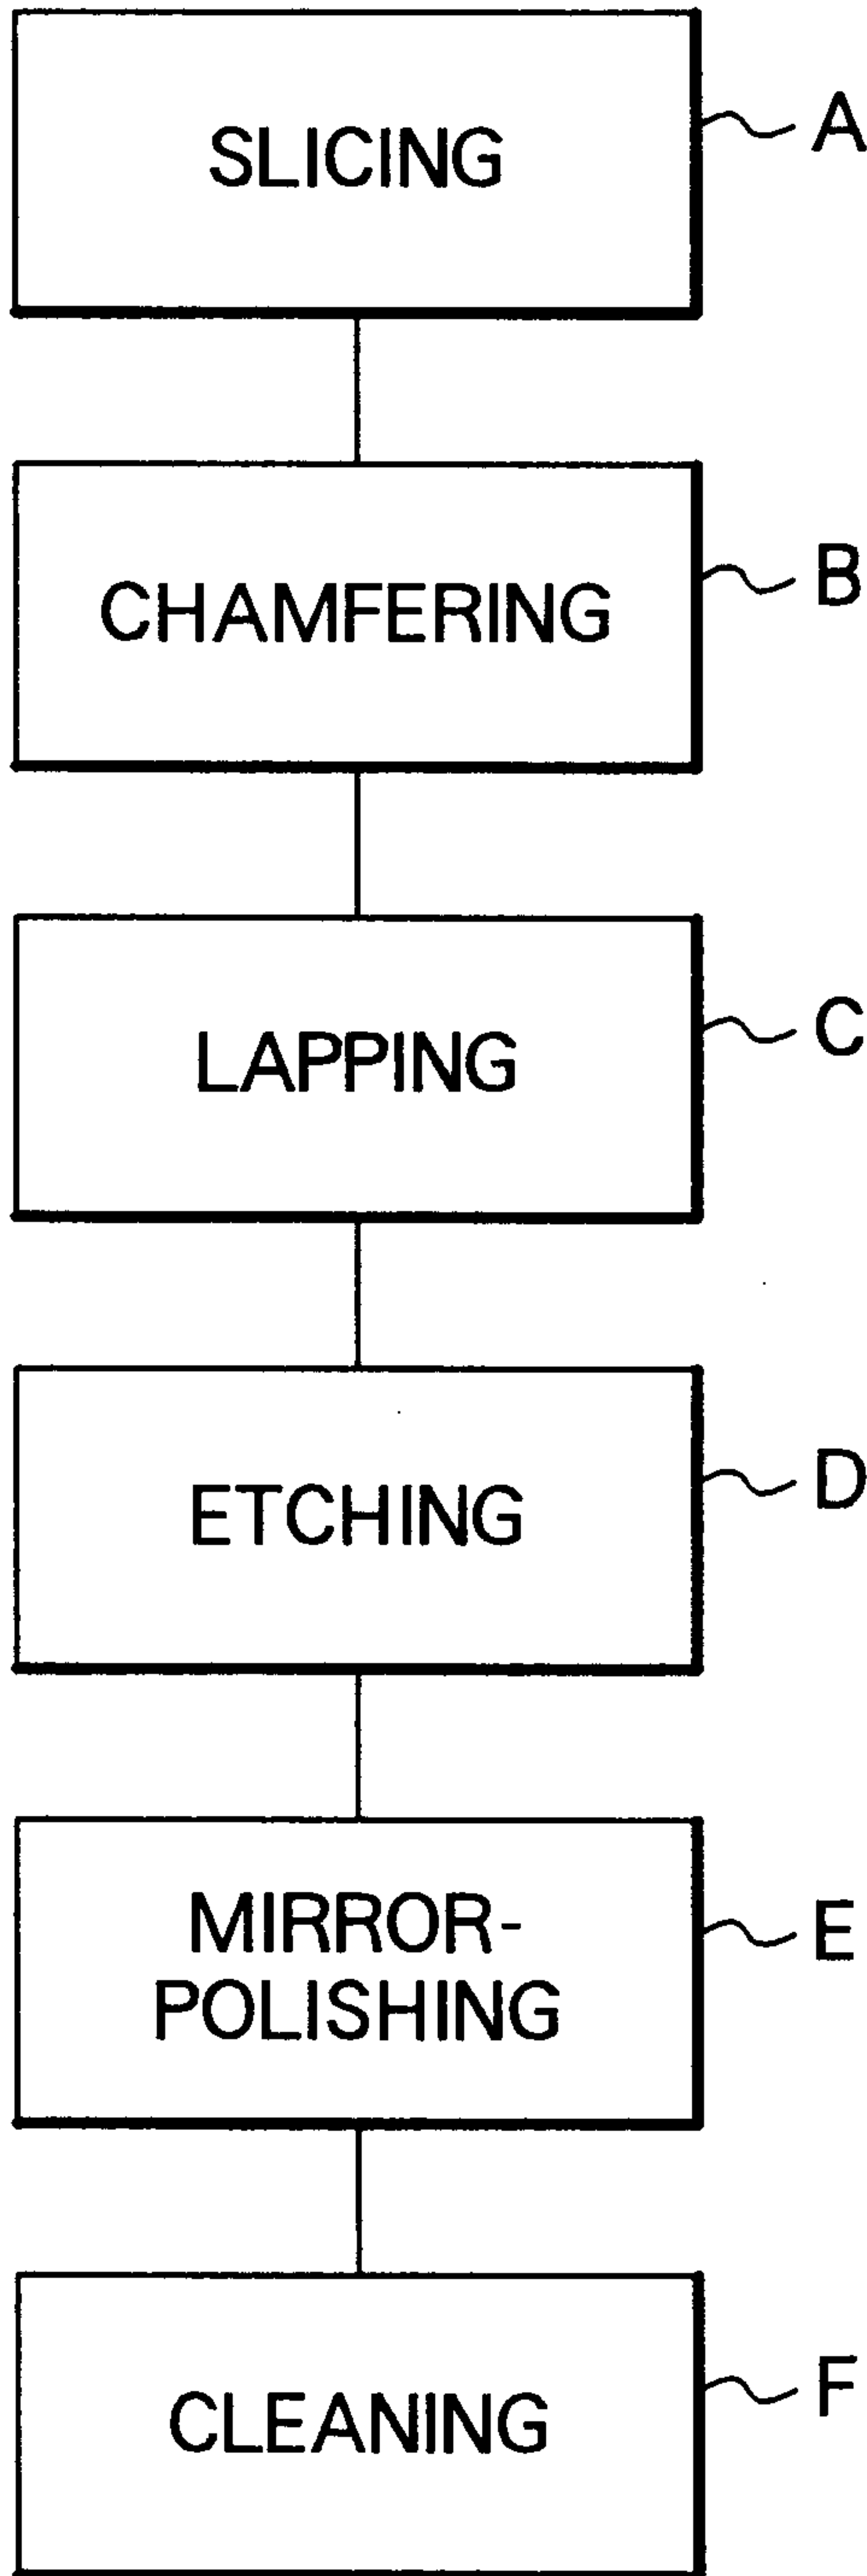 SLICING
A
CHAMFERING
B
LAPPING
C
ETCHING
D
MIRROR-
POLISHING
E
CLEANING
F